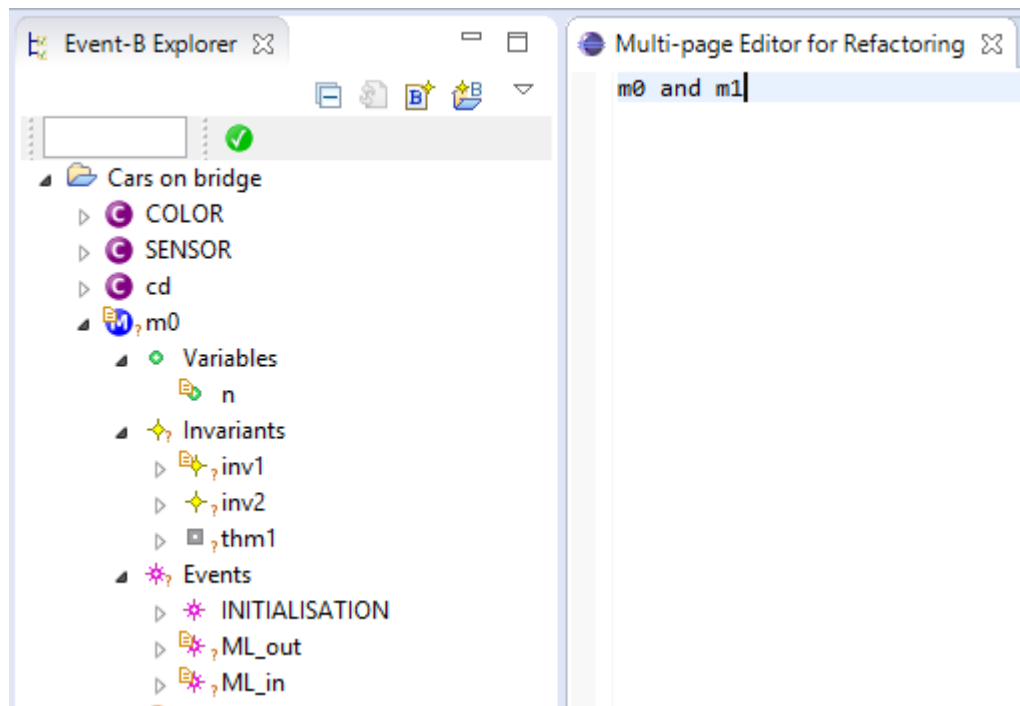 Event-B Explorer
Multi-page Editor for Refactoring
m0 and m1
Cars on bridge
COLOR
SENSOR
cd
m0
Variables
n
Invariants
inv1
inv2
thm1
Events
INITIALISATION
ML_out
ML_in